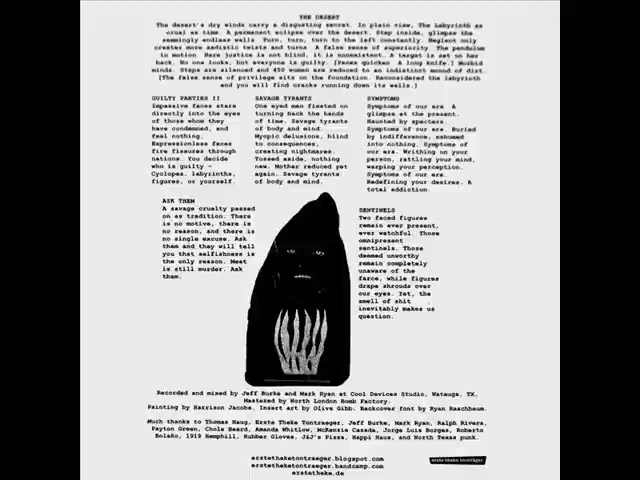 THE DESERT
The desert's dry winds carry a disgusting secret. In plain view, The Labyrinth as
cruel as time. A permanent eclipse over the desert. Step inside, glimpse the
seemingly endless walls. Turn, turn, turn to the left constantly. Neglect only
creates more sadistic twists and turns. A false sense of superiority. The pendulum
in motion. Here justice is not blind, it is nonexistent. A target is set on her
back. No one looks, but everyone is guilty. [Faces quicken. A long knife.] Morbid
minds. Steps are silenced and 450 women are reduced to an indistinct mound of dirt.
[The false sense of privilege sits on the foundation. Reconsidered the labyrinth
and you will find cracks running down its walls.]
GUILTY PARTIES II
Impassive faces stare
directly into the eyes
of those whom they
have condemned, and
feel nothing.
Expressionless faces
fire fissures through
nations. You decide
who is guilty -
Cyclopes, labyrinths,
figures, or yourself.
SAVAGE TYRANTS
One eyed men fixated on
turning back the hands
of time. Savage tyrants
of body and mind.
Myopic delusions, blind
to consequences,
creating nightmares.
Tossed aside, nothing
new. Mother reduced yet
again. Savage tyrants
of body and mind.
SYMPTOMS
Symptoms of our era. A
glimpse at the present.
Haunted by specters.
Symptoms of our era. Buried
by indifference, exhumed
into nothing. Symptoms of
our era. Writhing on your
person, rattling your mind,
warping your perception.
Symptoms of our era.
Redefining your desires. A
total addiction.
ASK THEM
A savage cruelty passed
on as tradition. There
is no motive, there is
no reason, and there is
no single excuse. Ask
them and they will tell
you that selfishness is
the only reason. Meat
is still murder. Ask
them.
SENTINELS
Two faced figures
remain ever present,
ever watchful. Those
omnipresent
sentinels. Those
deemed unworthy
remain completely
unaware of the
farce, while figures
drape shrouds over
our eyes. Yet, the
smell of shit
inevitably makes us
question.
Recorded and mixed by Jeff Burke and Mark Ryan at Cool Devices Studio, Watauga, TX.
Mastered by North London Bomb Factory.
Painting by Harrison Jacobs. Insert art by Oliva Gibb. Backcover font by Ryan Raschbaum.
Much thanks to Thomas Haug, Erste Theke Tontraeger, Jeff Burke, Mark Ryan, Ralph Rivera,
Payton Green, Chole Beard, Amanda Whitlow, McKenzie Casada, Jorge Luis Borges, Roberto
Bolaño, 1919 Hemphill, Rubber Gloves, J&J's Pizza, Happi Haus, and North Texas punk.
erstetheketontraeger.blogspot.com
erstetheketontraeger.bandcamp.com
erstetheke.de
erste theke tonträger